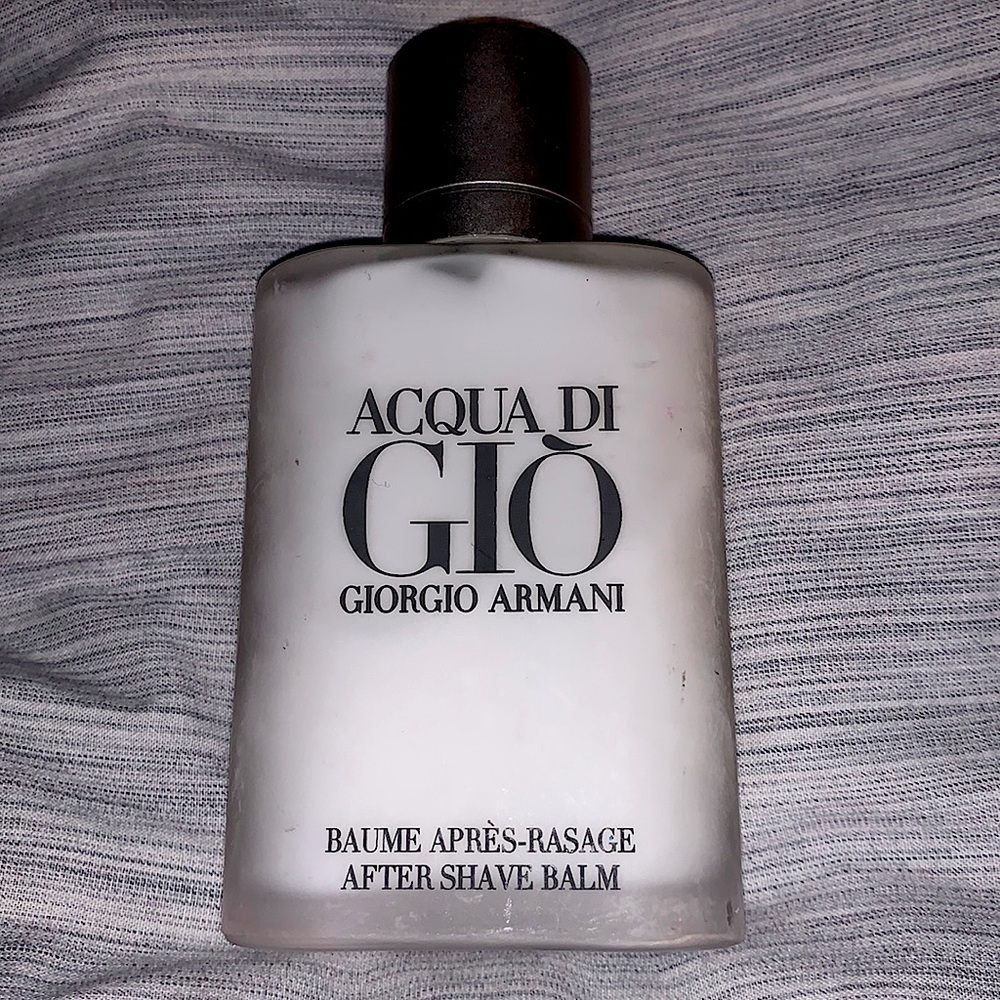 ACQUA DI
GIÒ
GIORGIO ARMANI
BAUME APRÈS-RASAGE
AFTER SHAVE BALM